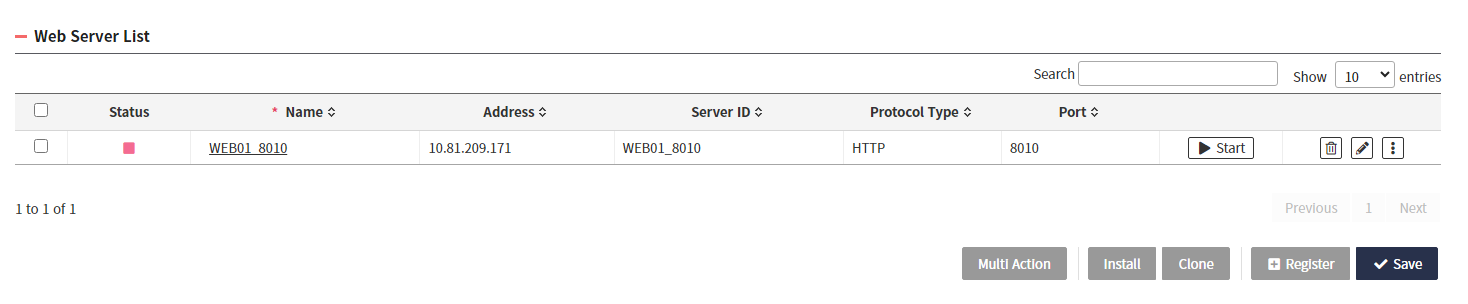 Web Server List
Search Show 10 entries
Status * Name Address Server ID Protocol Type Port
WEB01_8010 10.81.209.171 WEB01_8010 HTTP 8010 Start
1 to 1 of 1 Previous 1 Next
Multi Action Install Clone Register Save